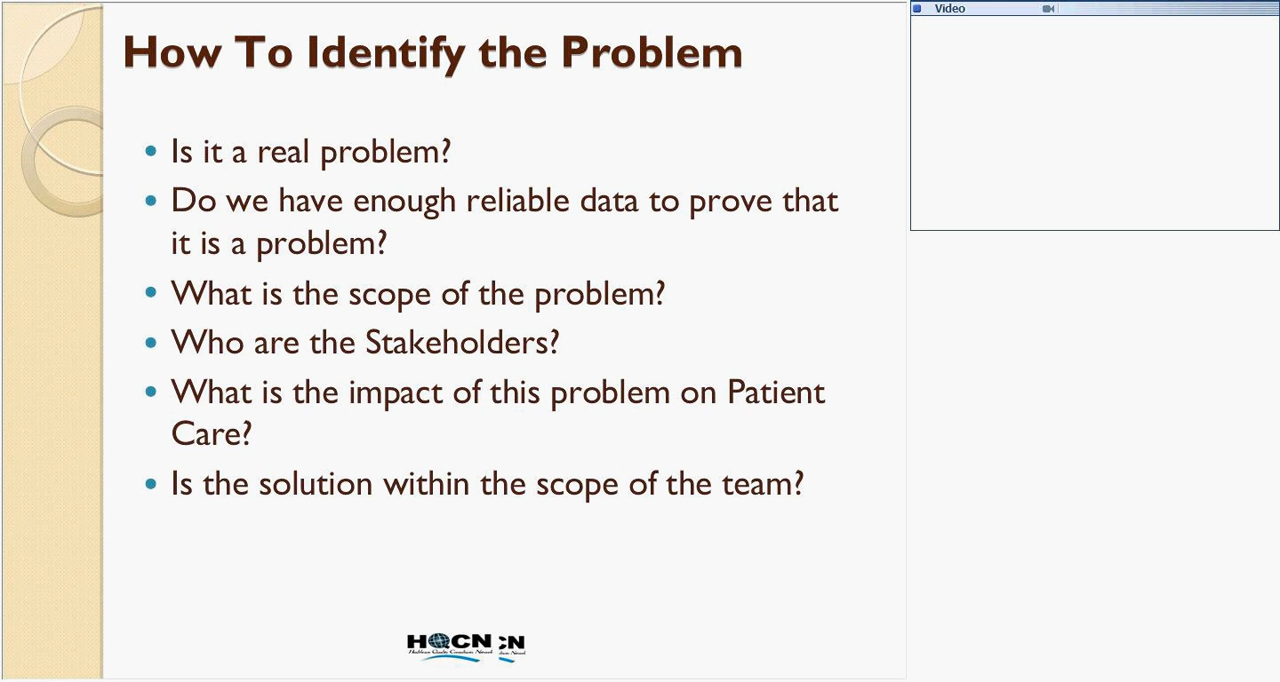 How To Identify the Problem
Video
• Is it a real problem?
• Do we have enough reliable data to prove that
it is a problem?
• What is the scope of the problem?
• Who are the Stakeholders?
• What is the impact of this problem on Patient
Care?
• Is the solution within the scope of the team?
HQCN CN